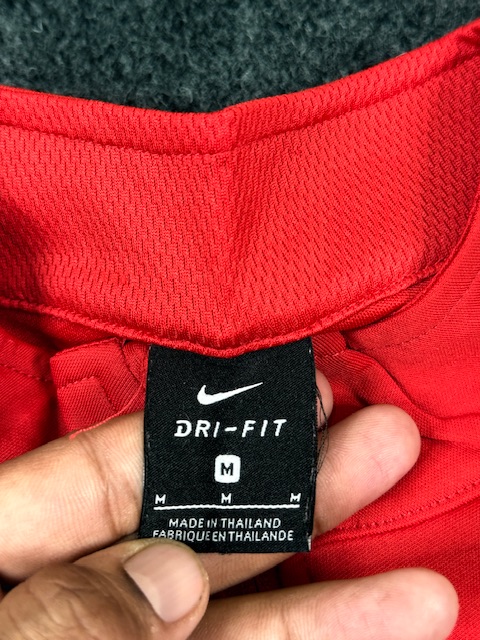 DRI-FIT
M
M M M
MADE IN THAILAND
FABRIQUE EN THAILANDE